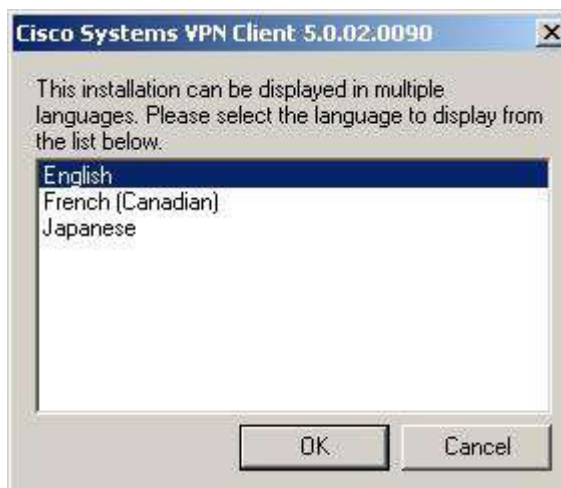 Cisco Systems VPN Client 5.0.02.0090
This installation can be displayed in multiple
languages. Please select the language to display from
the list below.
English
French (Canadian)
Japanese
OK
Cancel